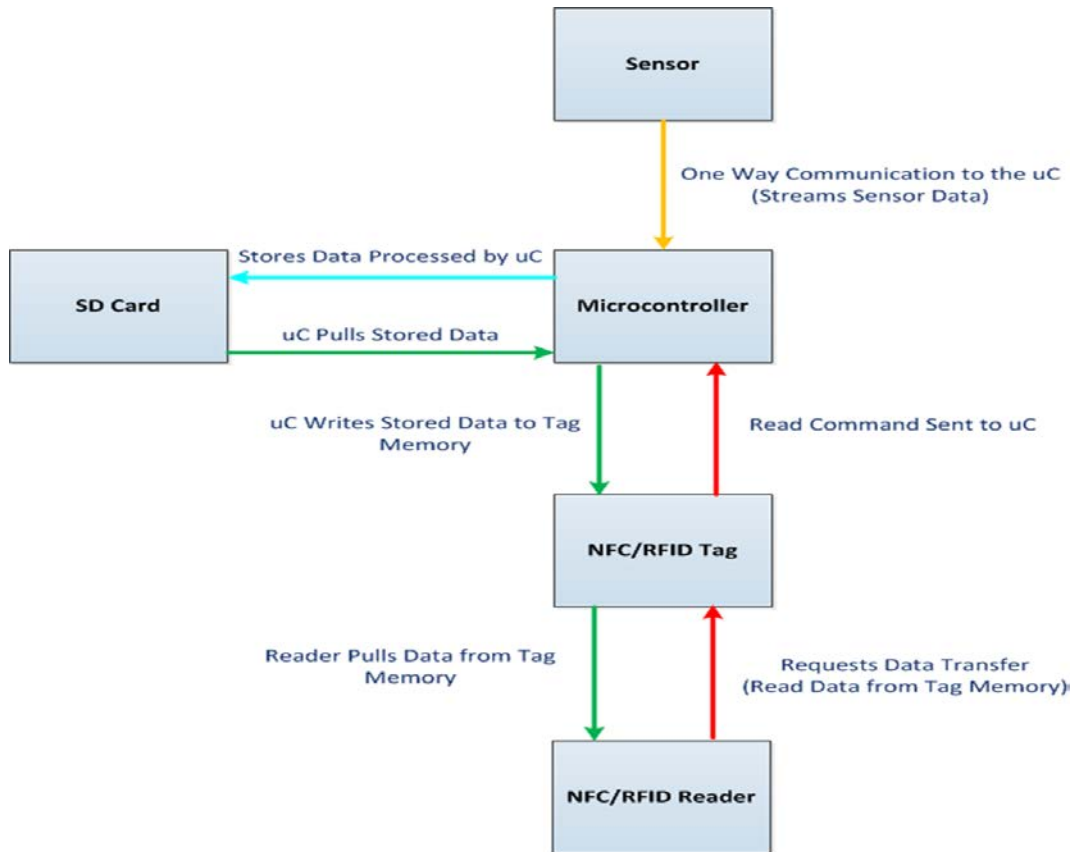 Sensor
One Way Communication to the uC
(Streams Sensor Data)
Stores Data Processed by uC
SD Card
Microcontroller
uC Pulls Stored Data
uC Writes Stored Data to Tag
Memory
Read Command Sent to uC
NFC/RFID Tag
Reader Pulls Data from Tag
Memory
Requests Data Transfer
(Read Data from Tag Memory)
NFC/RFID Reader